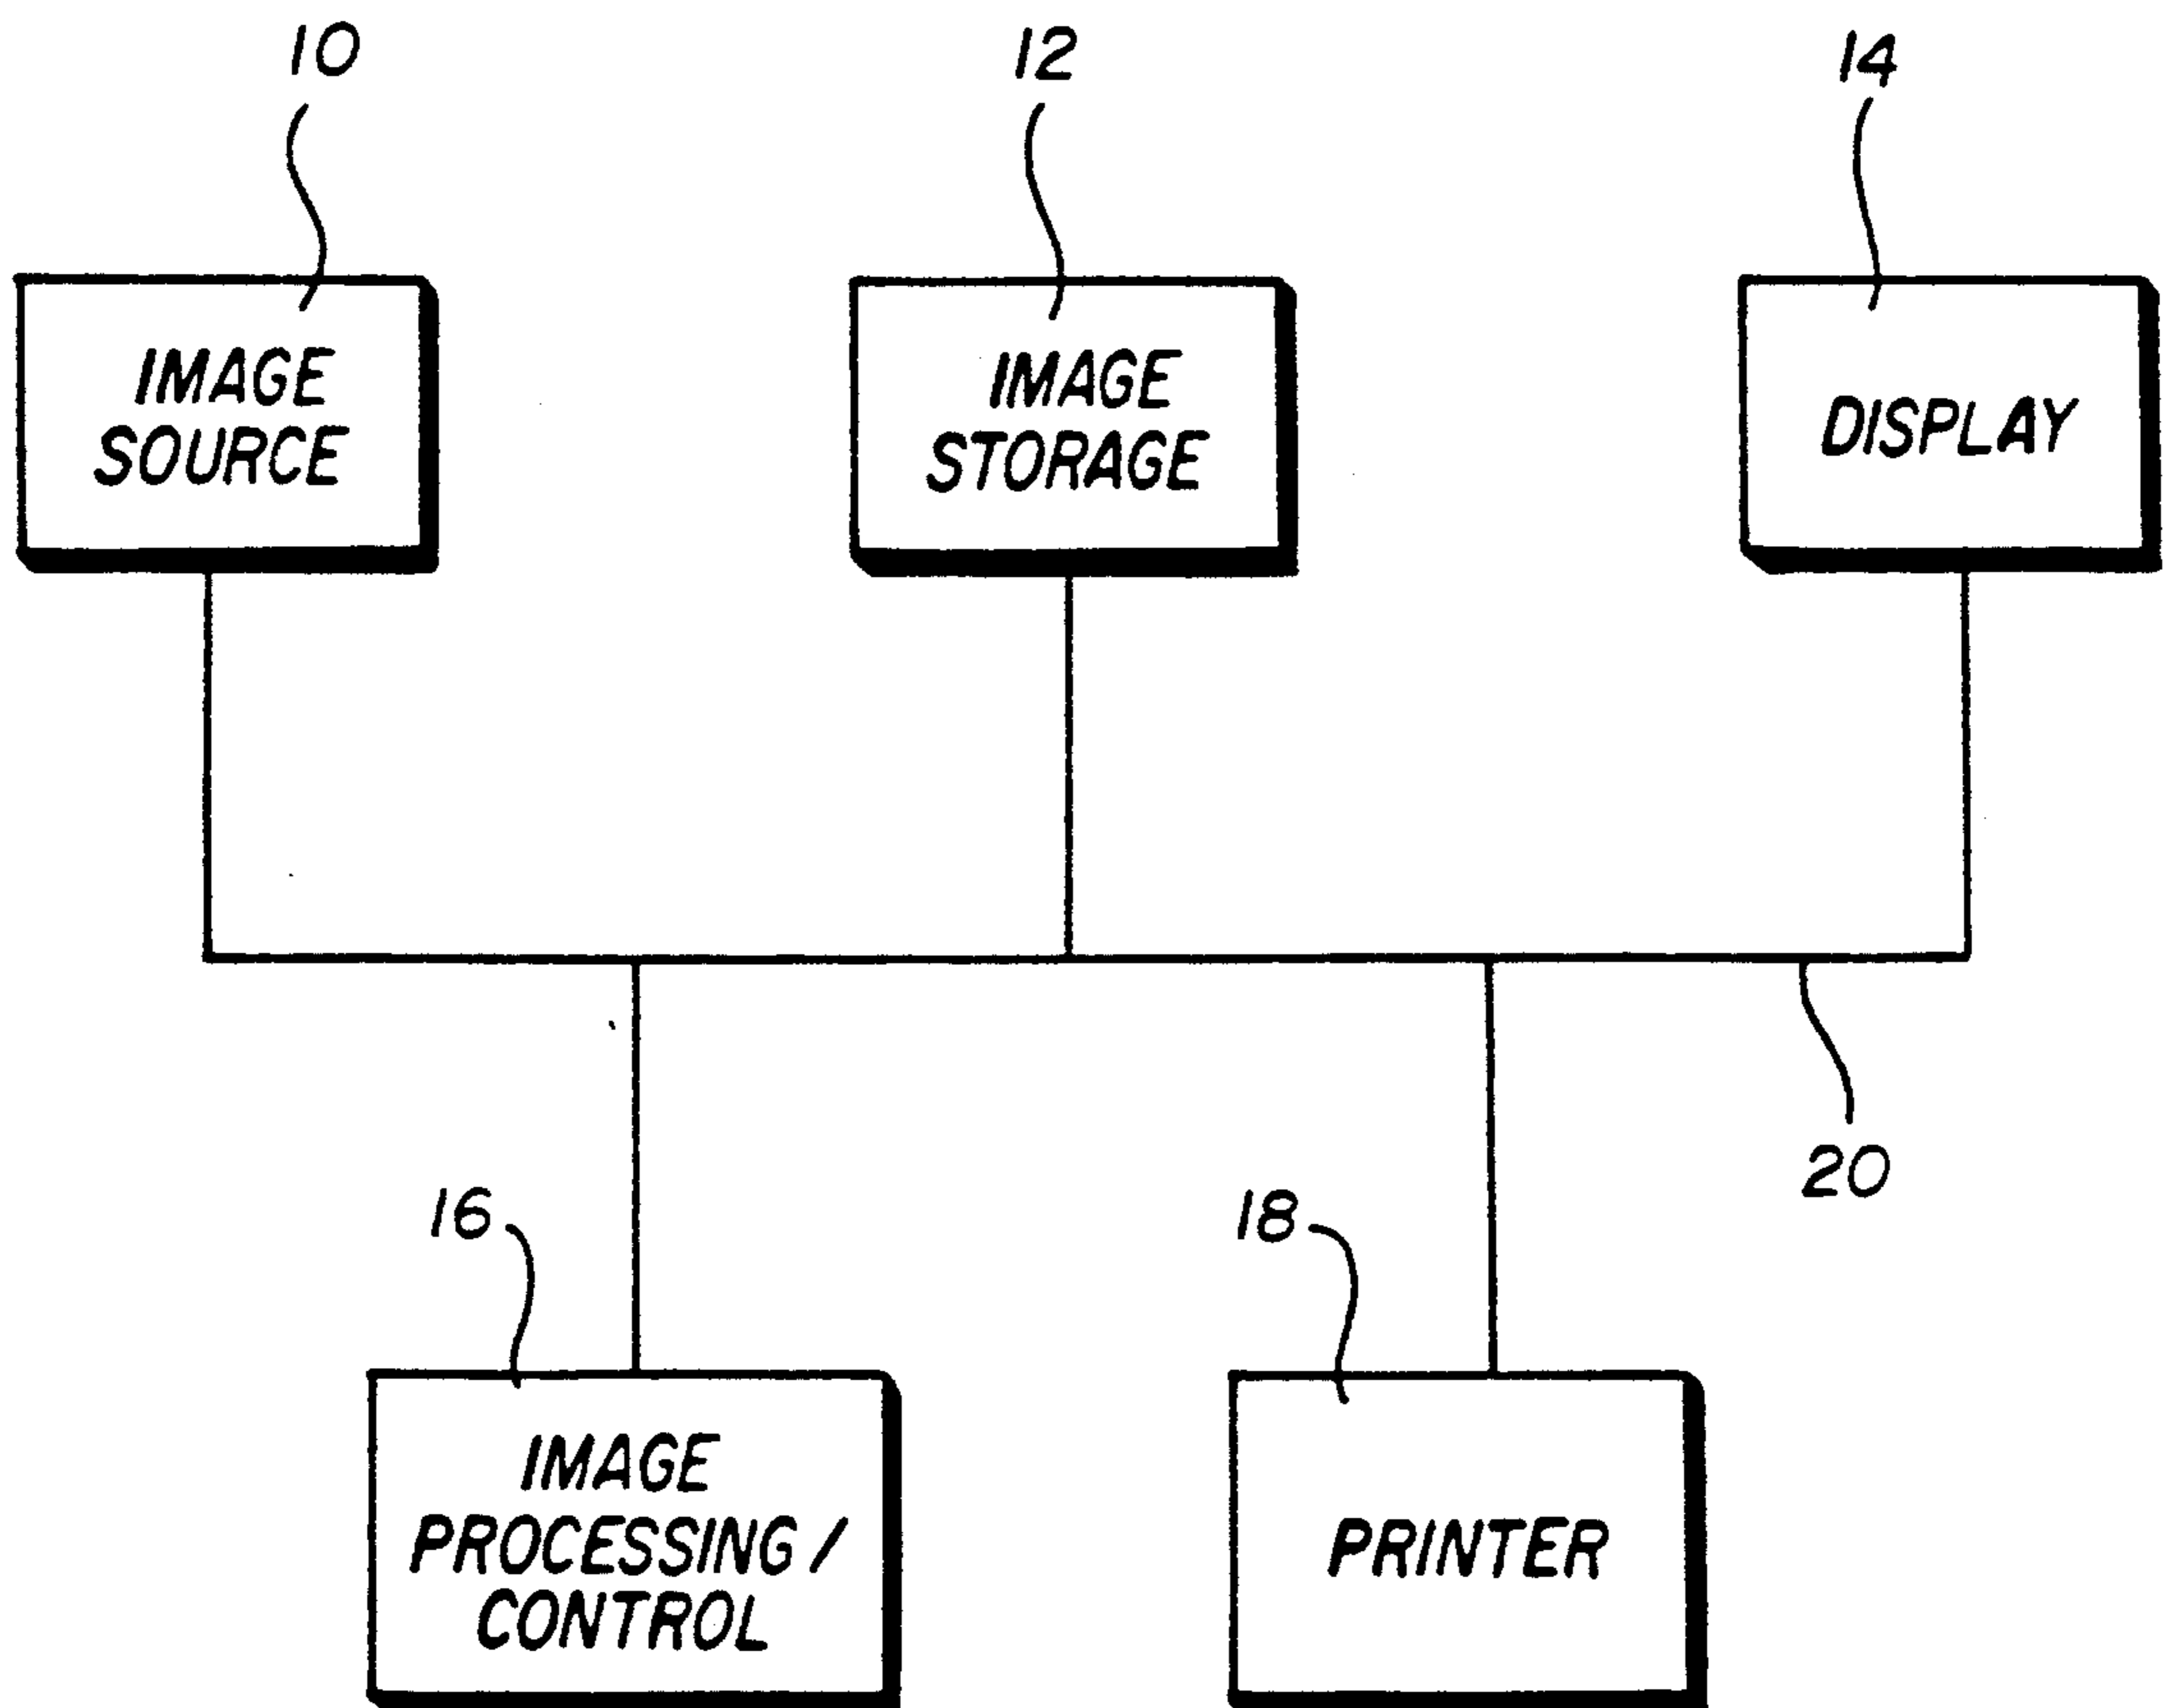 10
12
14
IMAGE
SOURCE
IMAGE
STORAGE
DISPLAY
20
16
18
IMAGE
PROCESSING/
CONTROL
PRINTER